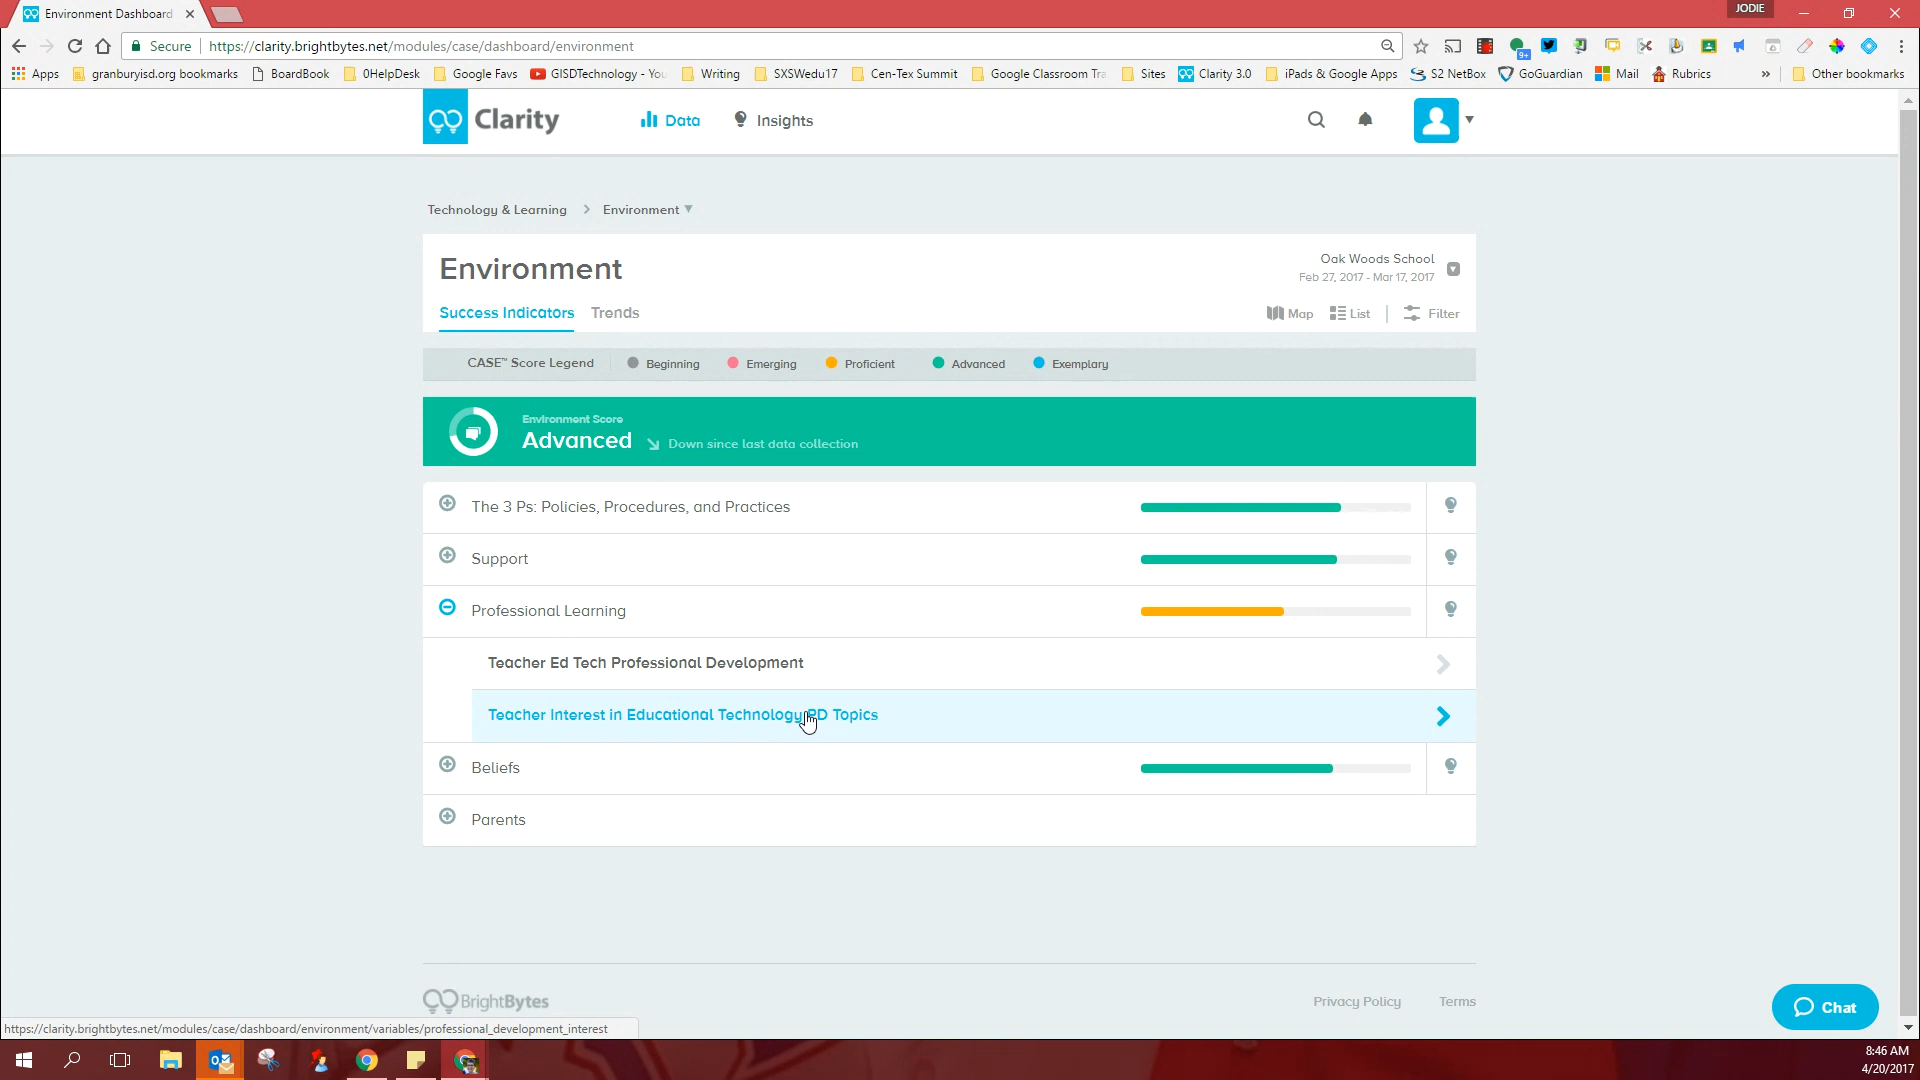 Environment Dashboard
JODIE
Secure
https://clarity.brightbytes.net/modules/case/dashboard/environment
9+
Apps
granburyisd.org bookmarks
BoardBook
0HelpDesk
Google Favs
GISDTechnology - You
Writing
SXSWedu17
Cen-Tex Summit
Google Classroom Tra
Sites
Clarity 3.0
iPads & Google Apps
S2 NetBox
GoGuardian
Mail
Rubrics
»
Other bookmarks
Clarity
Data
Insights
Technology & Learning > Environment
Environment
Oak Woods School
Feb 27, 2017 - Mar 17, 2017
Success Indicators
Trends
Map
List
Filter
CASE™ Score Legend
Beginning
Emerging
Proficient
Advanced
Exemplary
Environment Score
Advanced
Down since last data collection
The 3 Ps: Policies, Procedures, and Practices
Support
Professional Learning
Teacher Ed Tech Professional Development
Teacher Interest in Educational Technology PD Topics
Beliefs
Parents
BrightBytes
Privacy Policy
Terms
Chat
https://clarity.brightbytes.net/modules/case/dashboard/environment/variables/professional_development_interest
8:46 AM
4/20/2017